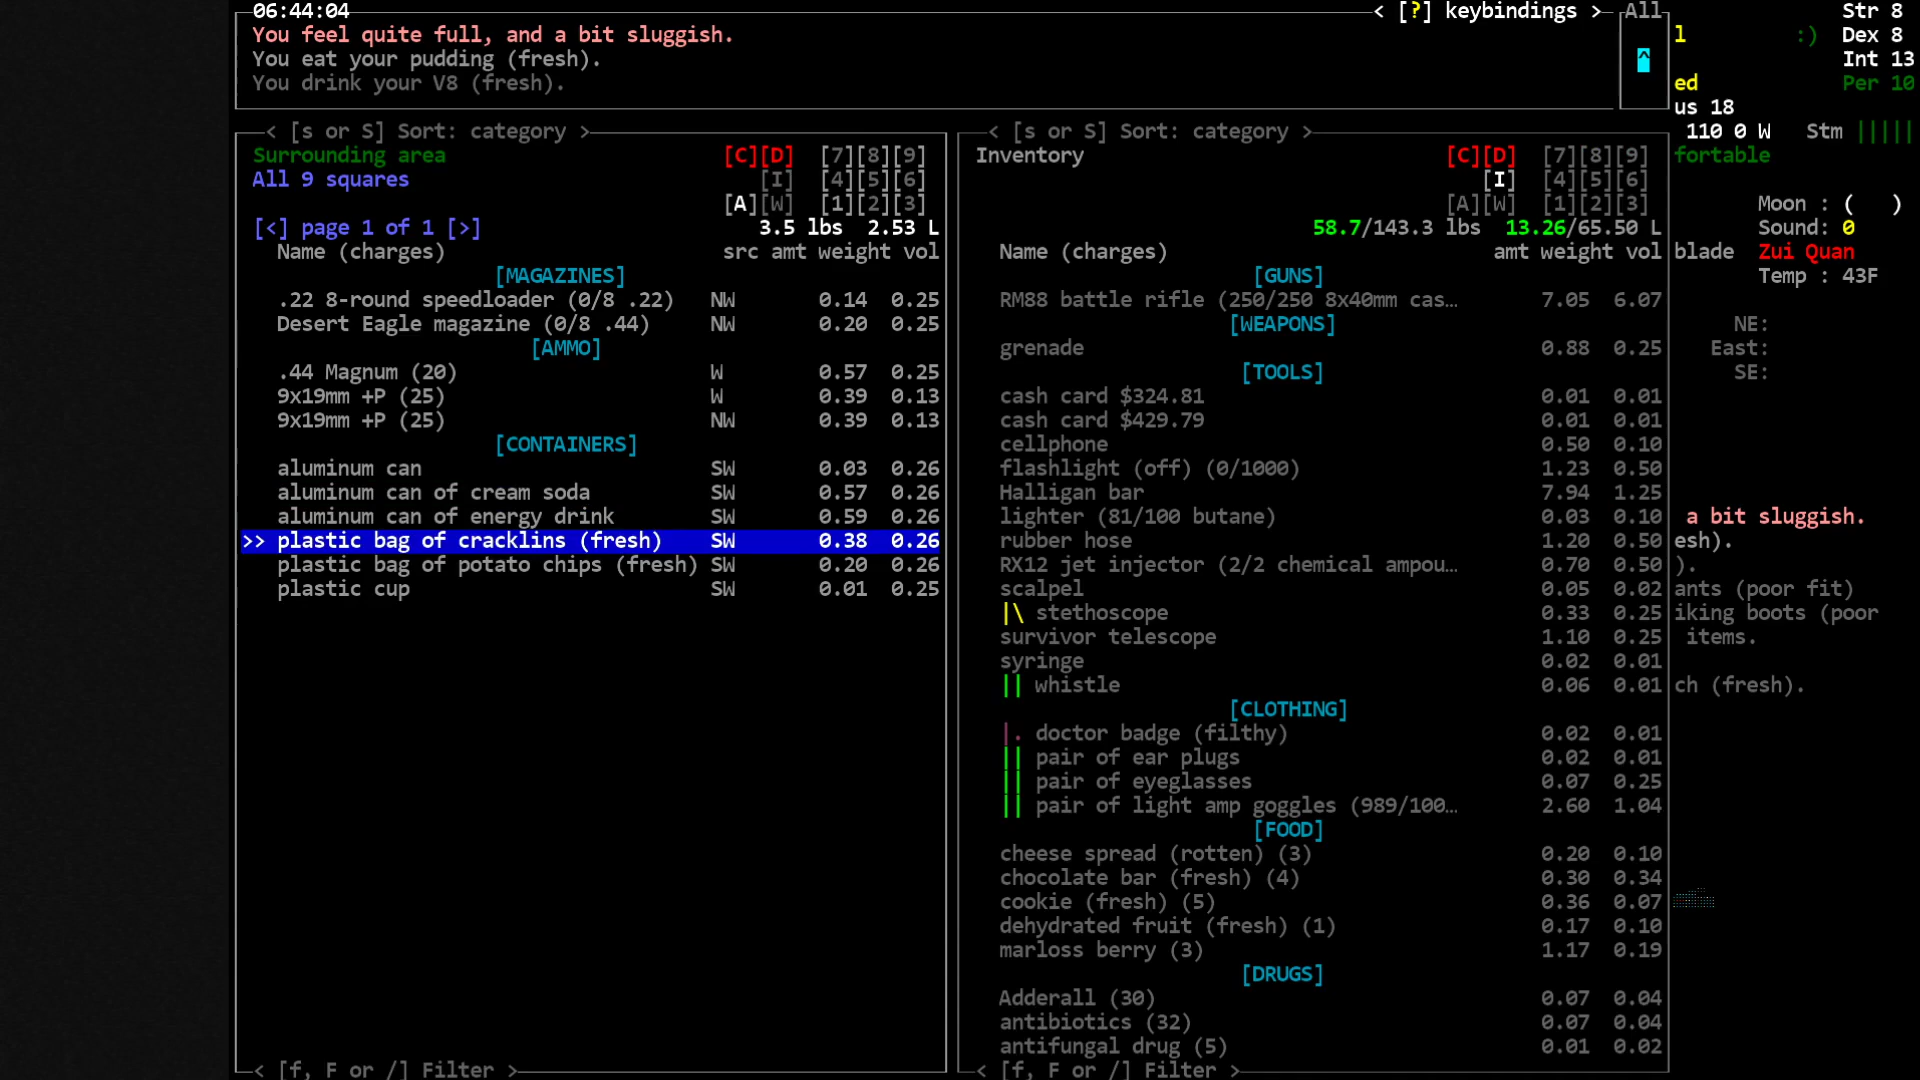 06:44:04 < [?] keybindings > All Str 8
You feel quite full, and a bit sluggish. l :) Dex 8
You eat your pudding (fresh). ^ Int 13
You drink your V8 (fresh). ed Per 10
us 18
< [s or S] Sort: category > < [s or S] Sort: category > 110 0 W Stm |||||
Surrounding area [C][D] [7][8][9] Inventory [C][D] [7][8][9] fortable
All 9 squares [I] [4][5][6] [I] [4][5][6]
[A][W] [1][2][3] [A][W] [1][2][3] Moon : ( )
[<] page 1 of 1 [>] 3.5 lbs 2.53 L 58.7/143.3 lbs 13.26/65.50 L Sound: 0
Name (charges) src amt weight vol Name (charges) amt weight vol blade Zui Quan
[MAGAZINES] [GUNS] Temp : 43F
.22 8-round speedloader (0/8 .22) NW 0.14 0.25 RM88 battle rifle (250/250 8x40mm cas… 7.05 6.07
Desert Eagle magazine (0/8 .44) NW 0.20 0.25 [WEAPONS] NE:
[AMMO] grenade 0.88 0.25 East:
.44 Magnum (20) W 0.57 0.25 [TOOLS] SE:
9x19mm +P (25) W 0.39 0.13 cash card $324.81 0.01 0.01
9x19mm +P (25) NW 0.39 0.13 cash card $429.79 0.01 0.01
[CONTAINERS] cellphone 0.50 0.10
aluminum can SW 0.03 0.26 flashlight (off) (0/1000) 1.23 0.50
aluminum can of cream soda SW 0.57 0.26 Halligan bar 7.94 1.25
aluminum can of energy drink SW 0.59 0.26 lighter (81/100 butane) 0.03 0.10 a bit sluggish.
>> plastic bag of cracklins (fresh) SW 0.38 0.26 rubber hose 1.20 0.50 esh).
plastic bag of potato chips (fresh) SW 0.20 0.26 RX12 jet injector (2/2 chemical ampou… 0.70 0.50 ).
plastic cup SW 0.01 0.25 scalpel 0.05 0.02 ants (poor fit)
|\ stethoscope 0.33 0.25 iking boots (poor
survivor telescope 1.10 0.25 items.
syringe 0.02 0.01
|| whistle 0.06 0.01 ch (fresh).
[CLOTHING]
|. doctor badge (filthy) 0.02 0.01
|| pair of ear plugs 0.02 0.01
|| pair of eyeglasses 0.07 0.25
|| pair of light amp goggles (989/100… 2.60 1.04
[FOOD]
cheese spread (rotten) (3) 0.20 0.10
chocolate bar (fresh) (4) 0.30 0.34
cookie (fresh) (5) 0.36 0.07
dehydrated fruit (fresh) (1) 0.17 0.10
marloss berry (3) 1.17 0.19
[DRUGS]
Adderall (30) 0.07 0.04
antibiotics (32) 0.07 0.04
antifungal drug (5) 0.01 0.02
< [f, F or /] Filter > < [f, F or /] Filter >